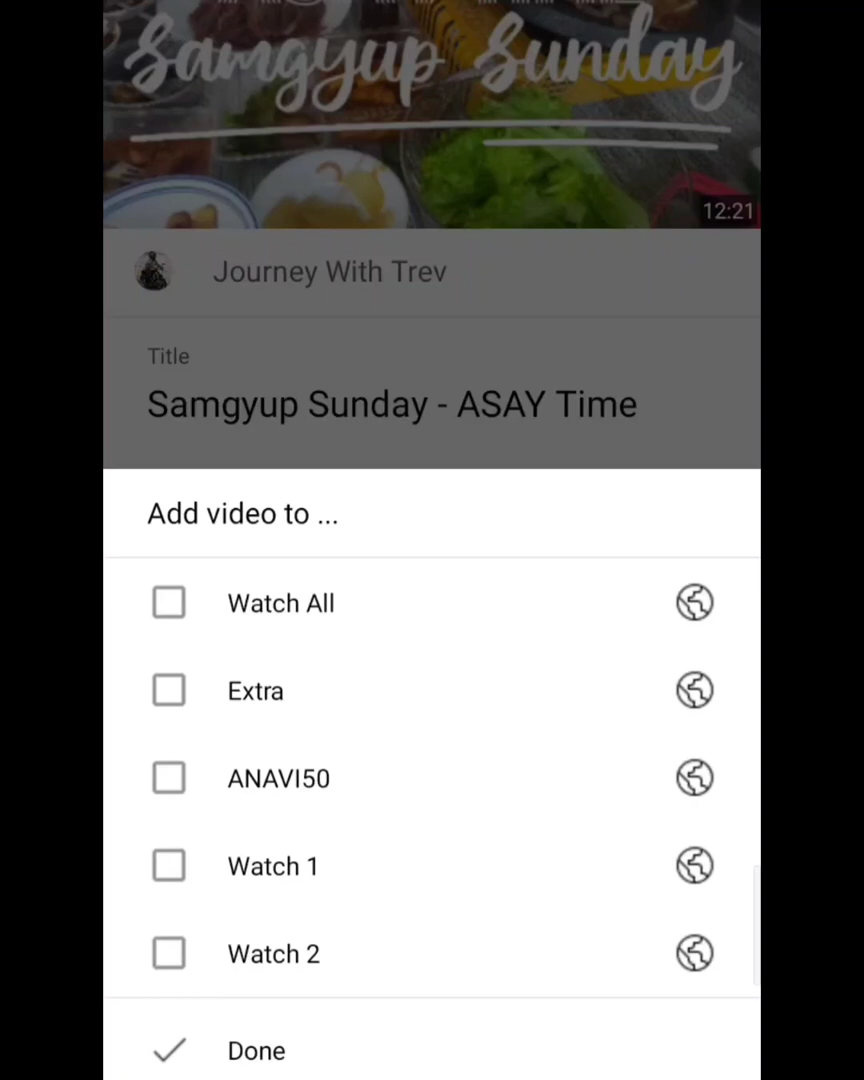 Samgyup Sunday
12:21
Journey With Trev
Title
Samgyup Sunday - ASAY Time
Add video to ...
Watch All
Extra
ANAVI50
Watch 1
Watch 2
Done